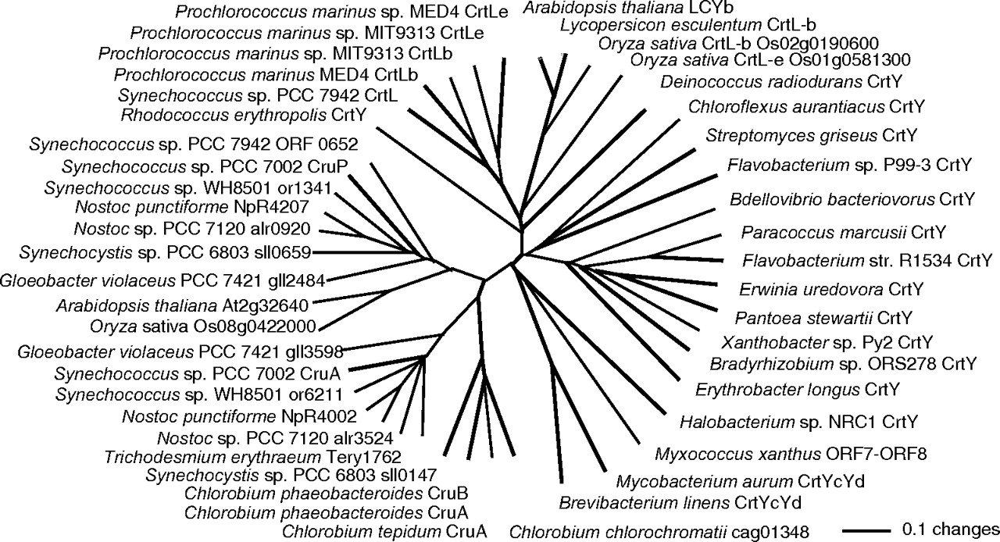 Prochlorococcus marinus sp. MED4 CrtLe
Prochlorococcus marinus sp. MIT9313 CrtLe
Prochlorococcus marinus sp. MIT9313 CrtLb
Prochlorococcus marinus MED4 CrtLb
Synechococcus sp. PCC 7942 CrtL
Rhodococcus erythropolis CrtY
Synechococcus sp. PCC 7942 ORF 0652
Synechococcus sp. PCC 7002 CruP
Synechococcus sp. WH8501 or1341
Nostoc punctiforme NpR4207
Nostoc sp. PCC 7120 alr0920
Synechocystis sp. PCC 6803 sll0659
Gloeobacter violaceus PCC 7421 gll2484
Arabidopsis thaliana At2g32640
Oryza sativa Os08g0422000
Gloeobacter violaceus PCC 7421 gll3598
Synechococcus sp. PCC 7002 CruA
Synechococcus sp. WH8501 or6211
Nostoc punctiforme NpR4002
Nostoc sp. PCC 7120 alr3524
Trichodesmium erythraeum Tery1762
Synechocystis sp. PCC 6803 sll0147
Chlorobium phaeobacteroides CruB
Chlorobium phaeobacteroides CruA
Chlorobium tepidum CruA
Arabidopsis thaliana LCYb
Lycopersicon esculentum CrtL-b
Oryza sativa CrtL-b Os02g0190600
Oryza sativa CrtL-e Os01g0581300
Deinococcus radiodurans CrtY
Chloroflexus aurantiacus CrtY
Streptomyces griseus CrtY
Flavobacterium sp. P99-3 CrtY
Bdellovibrio bacteriovorus CrtY
Paracoccus marcusii CrtY
Flavobacterium str. R1534 CrtY
Erwinia uredovora CrtY
Pantoea stewartii CrtY
Xanthobacter sp. Py2 CrtY
Bradyrhizobium sp. ORS278 CrtY
Erythrobacter longus CrtY
Halobacterium sp. NRC1 CrtY
Myxococcus xanthus ORF7-ORF8
Mycobacterium aurum CrtYcYd
Brevibacterium linens CrtYcYd
Chlorobium chlorochromatii cag01348
0.1 changes